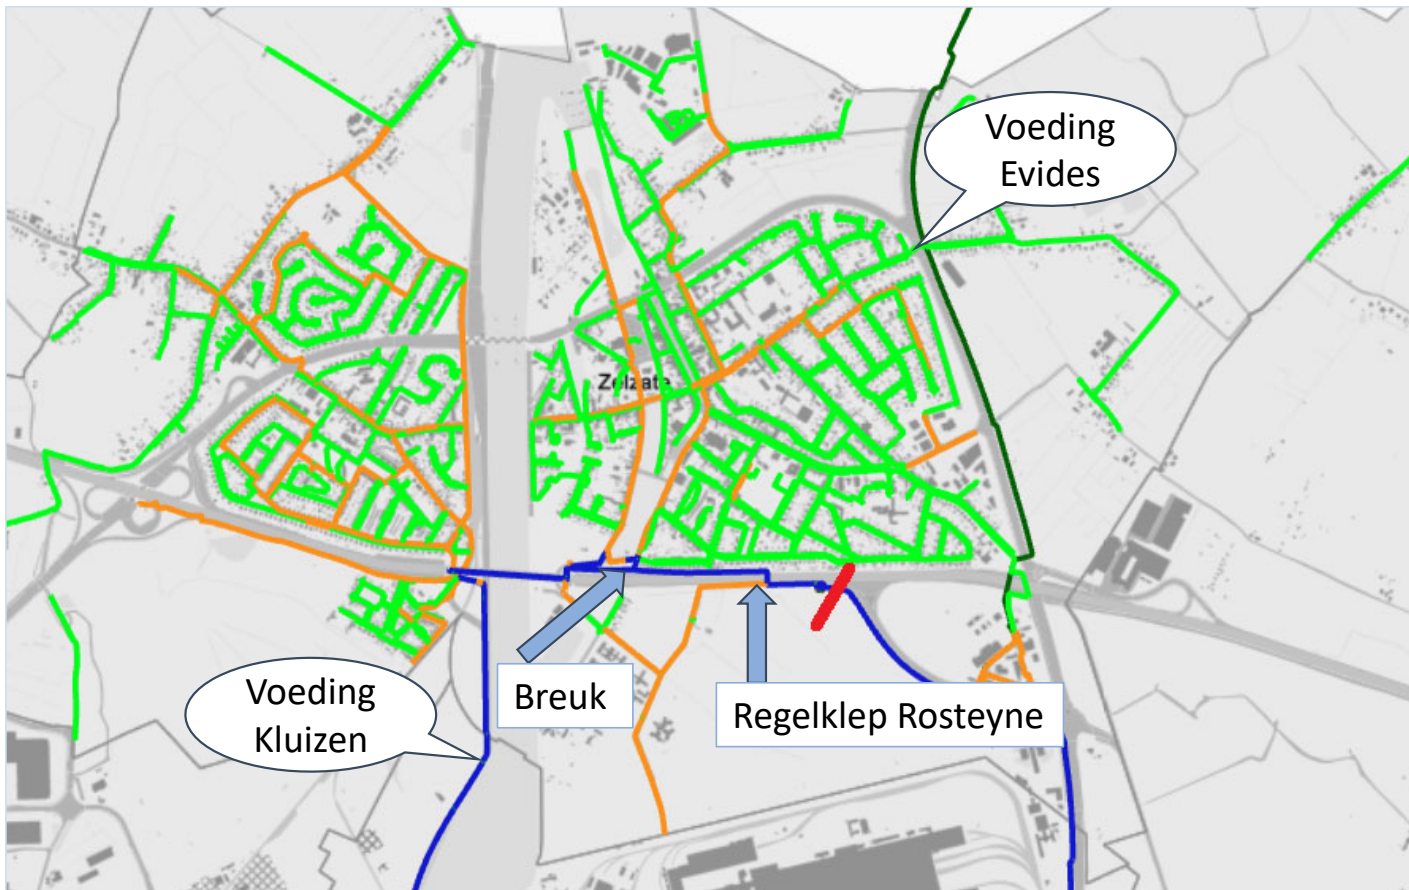 Voeding
Evides
Zelzate
Breuk
Voeding
Kluizen
Regelklep Rosteyne